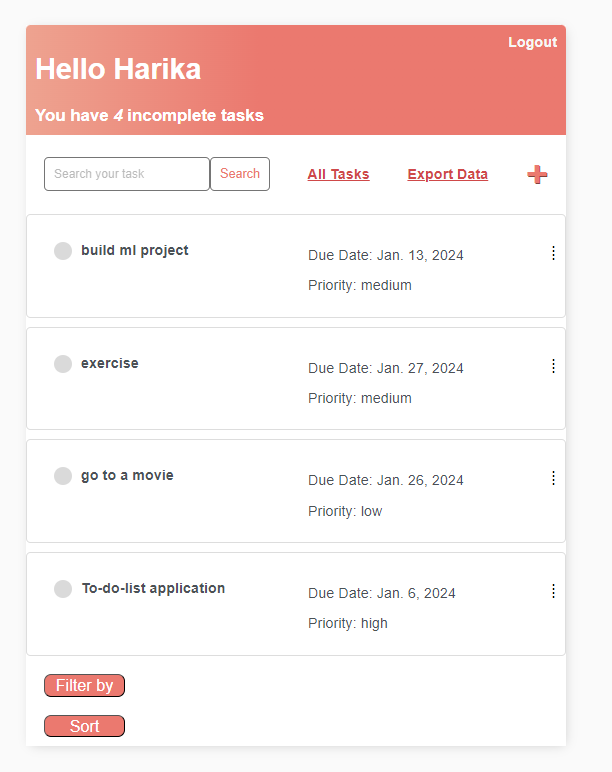 Logout
Hello Harika
You have 4 incomplete tasks
Search your task
Search
All Tasks
Export Data
build ml project
Due Date: Jan. 13, 2024
Priority: medium
exercise
Due Date: Jan. 27, 2024
Priority: medium
go to a movie
Due Date: Jan. 26, 2024
Priority: low
To-do-list application
Due Date: Jan. 6, 2024
Priority: high
Filter by
Sort